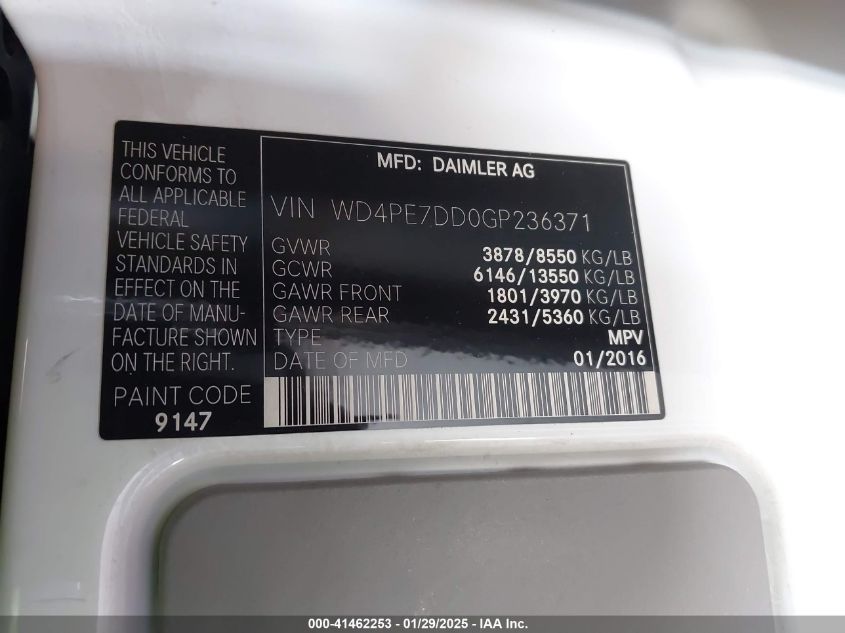 THIS VEHICLE
CONFORMS TO
ALL APPLICABLE
FEDERAL
VEHICLE SAFETY
STANDARDS IN
EFFECT ON THE
DATE OF MANU-
FACTURE SHOWN
ON THE RIGHT.
PAINT CODE
9147
MFD: DAIMLER AG
VIN WD4PE7DD0GP236371
GVWR 3878/8550 KG/LB
GCWR 6146/13550 KG/LB
GAWR FRONT 1801/3970 KG/LB
GAWR REAR 2431/5360 KG/LB
TYPE MPV
DATE OF MFD 01/2016
000-41462253 - 01/29/2025 - IAA Inc.